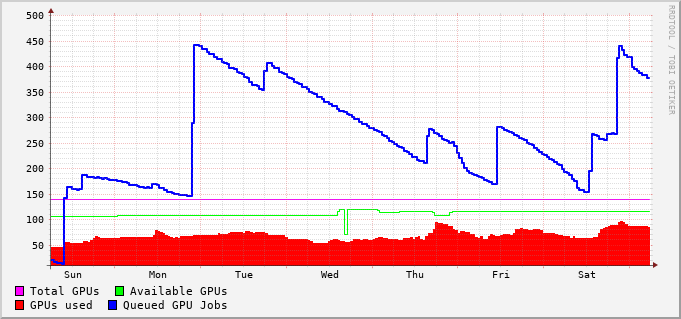 500
450
400
350
300
250
200
150
100
50
Sun Mon Tue Wed Thu Fri Sat
Total GPUs Available GPUs
GPUs used Queued GPU Jobs
RRDTOOL / TOBI OETIKER